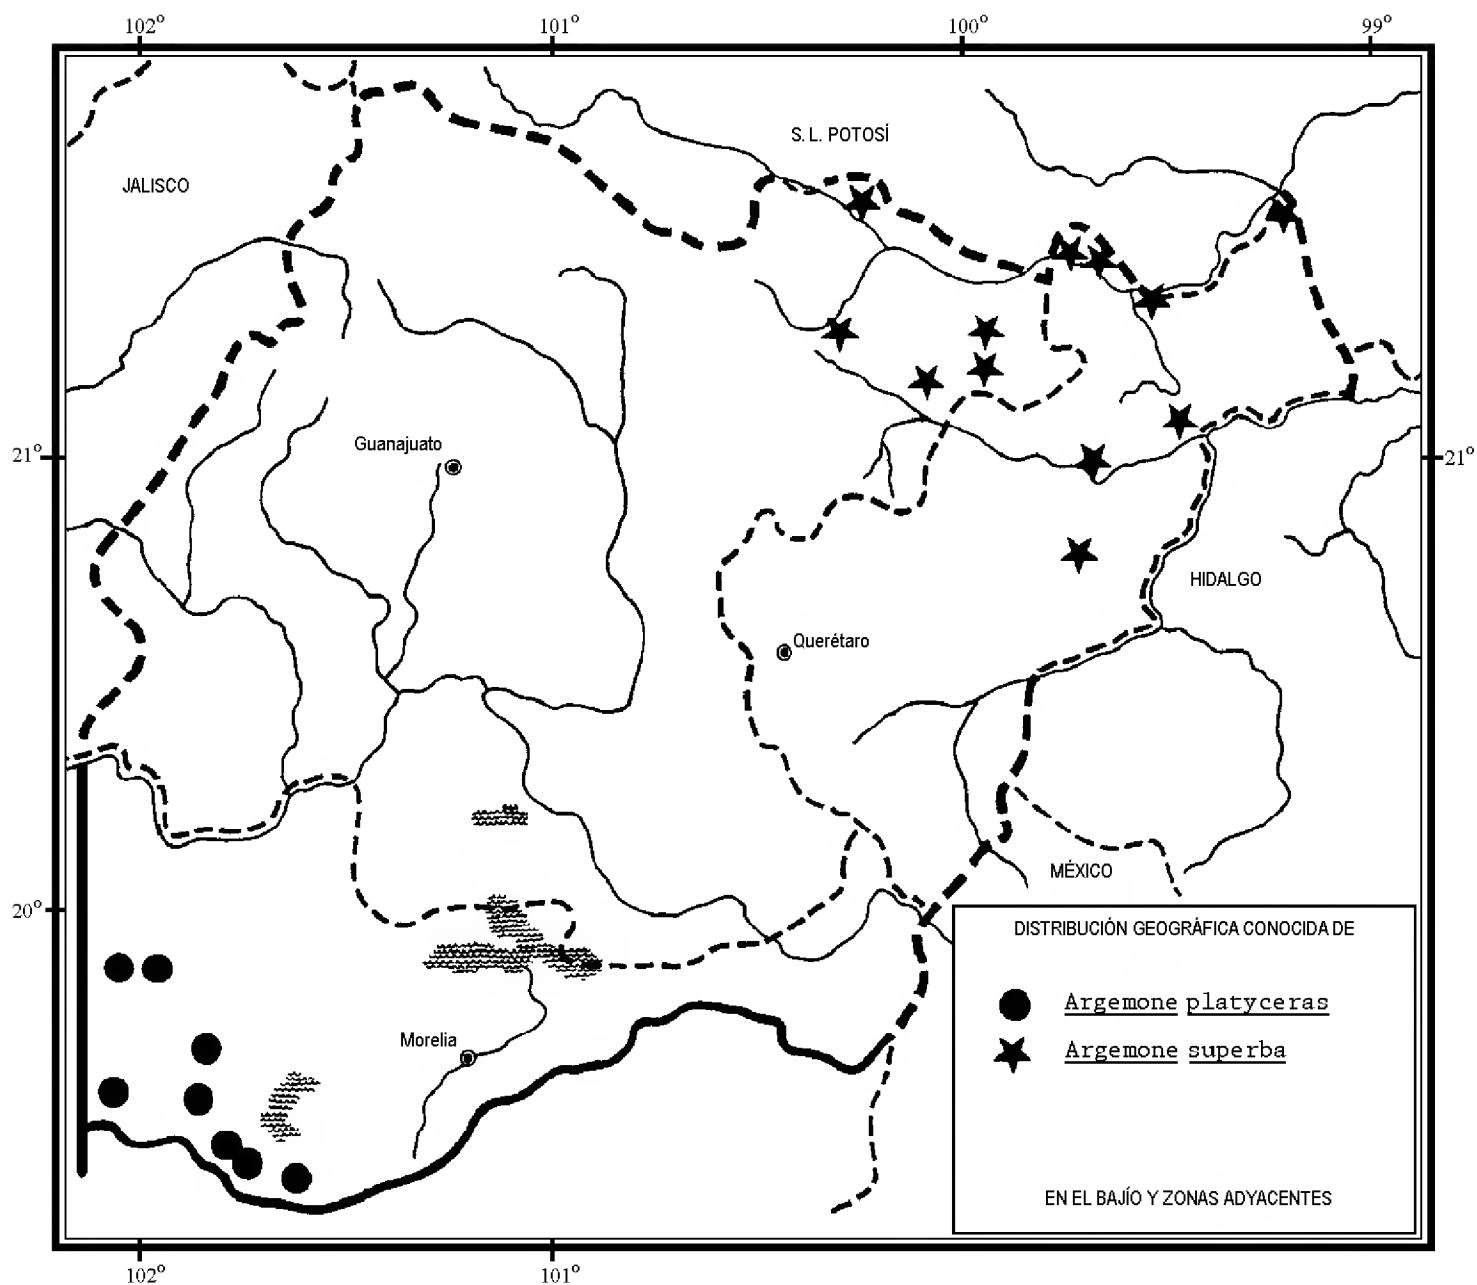 102° 101° 100° 99°
S. L. POTOSÍ
JALISCO
Guanajuato
21° 21°
HIDALGO
Querétaro
MÉXICO
20°
DISTRIBUCIÓN GEOGRÁFICA CONOCIDA DE
Argemone platyceras
Morelia
Argemone superba
EN EL BAJÍO Y ZONAS ADYACENTES
102° 101°